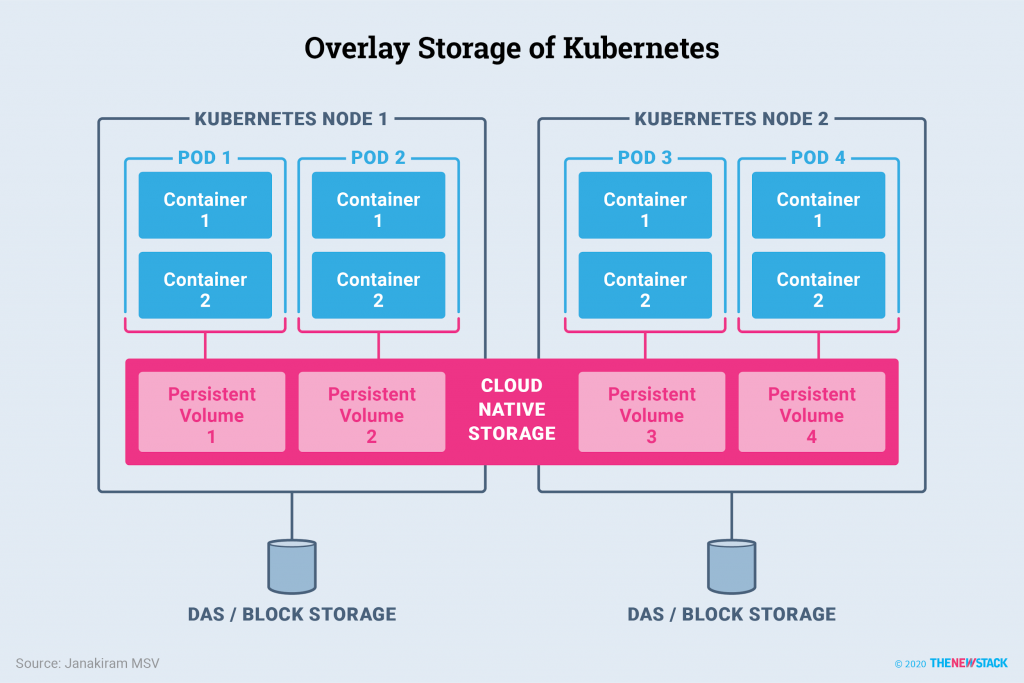 Overlay Storage of Kubernetes
KUBERNETES NODE 1
KUBERNETES NODE 2
POD 1
POD 2
POD 3
POD 4
Container
1
Container
1
Container
1
Container
1
Container
2
Container
2
Container
2
Container
2
Persistent
Volume
1
Persistent
Volume
2
CLOUD
NATIVE
STORAGE
Persistent
Volume
3
Persistent
Volume
4
DAS / BLOCK STORAGE
DAS / BLOCK STORAGE
Source: Janakiram MSV
© 2020 THENEWSTACK